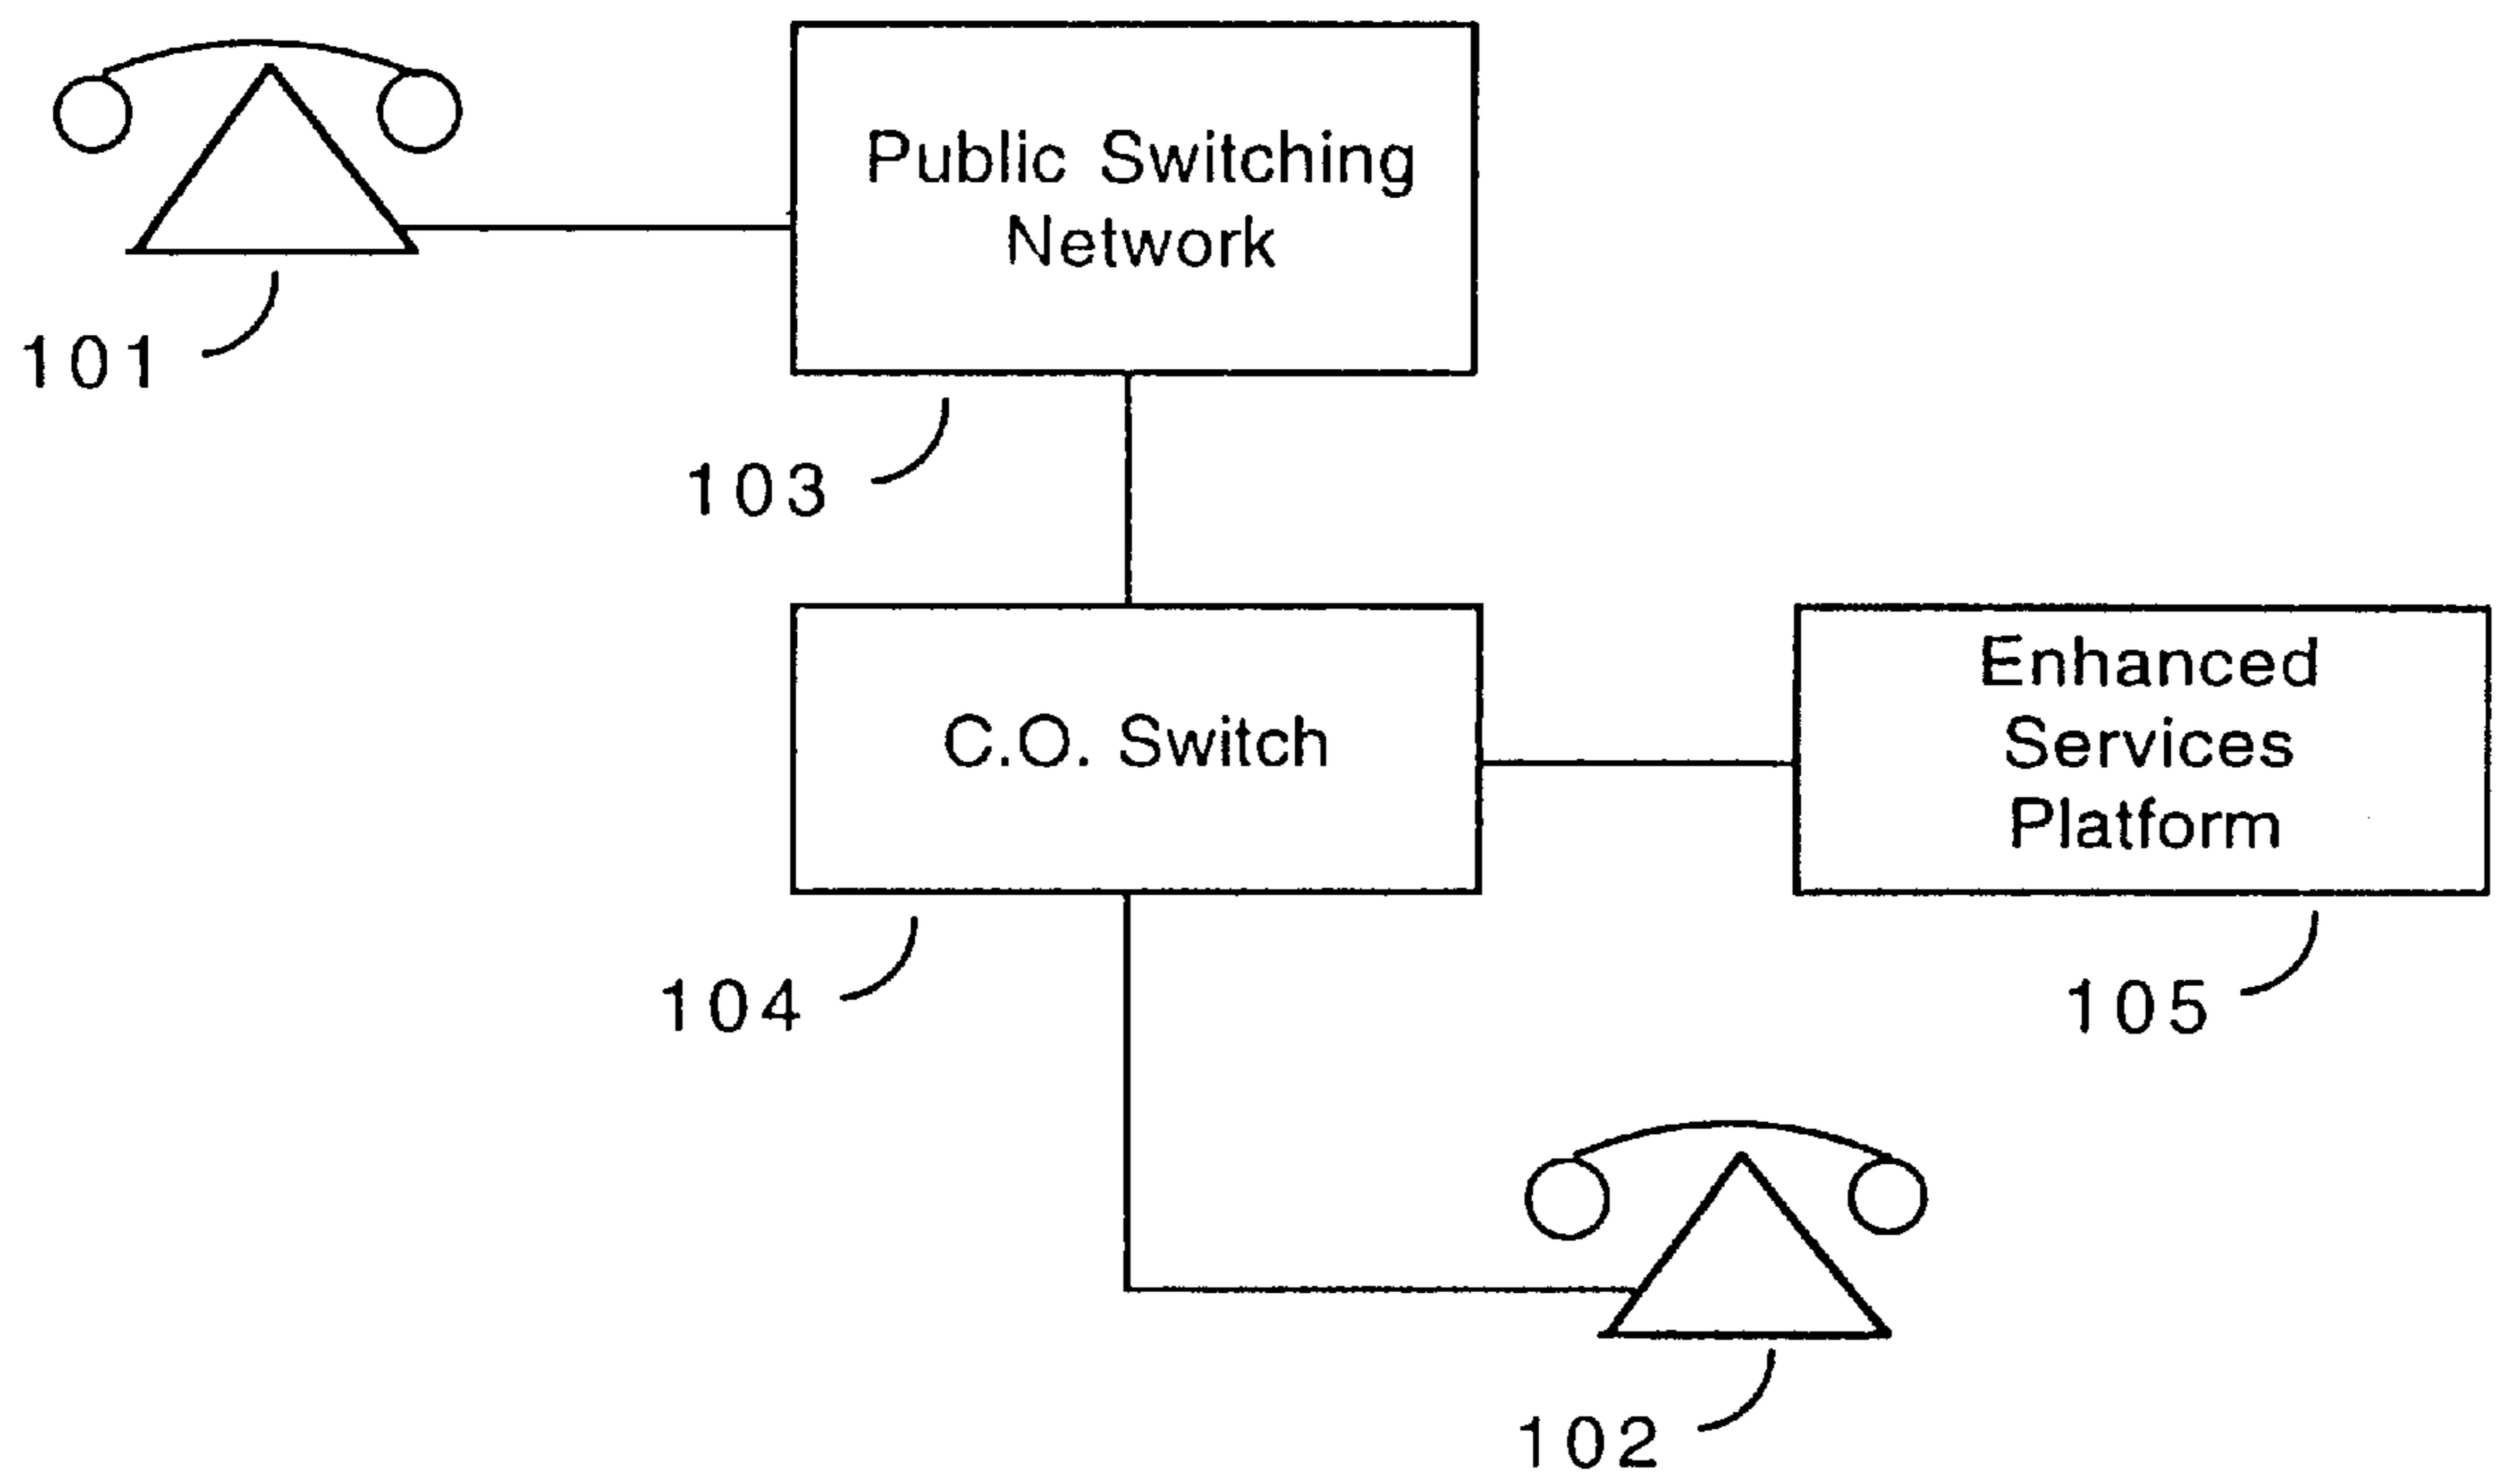 Public Switching
Network
101
103
C.O. Switch
Enhanced
Services
Platform
104
105
102